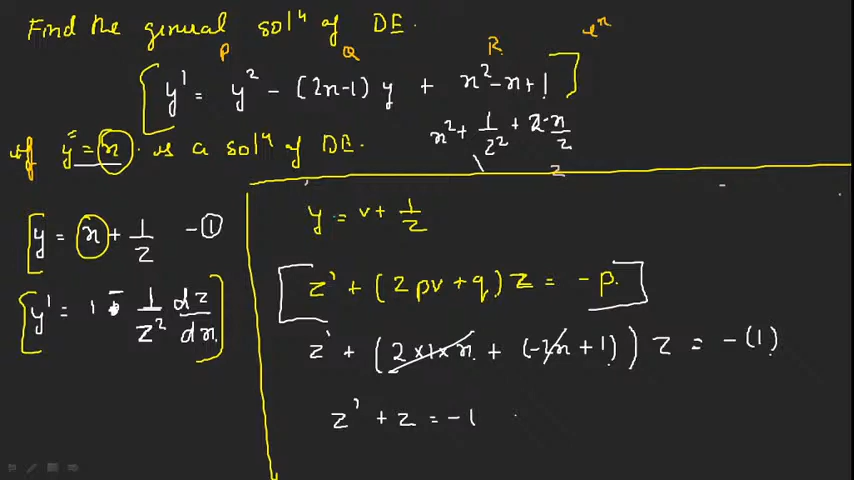 Find the general solⁿ of DE.
P Q R eˣ
[y' = y² - (2x-1) y + x²-x+1]
x² + 1/z² + 2·x/z
if y = x is a solⁿ of DE.
y = x + 1/z - ①
y' = 1 - 1/z² dz/dx
y = v + 1/z
z' + (2pv + q) z = -p.
z' + (2×1×x + (-2x + 1)) z = -(1)
z' + z = -1